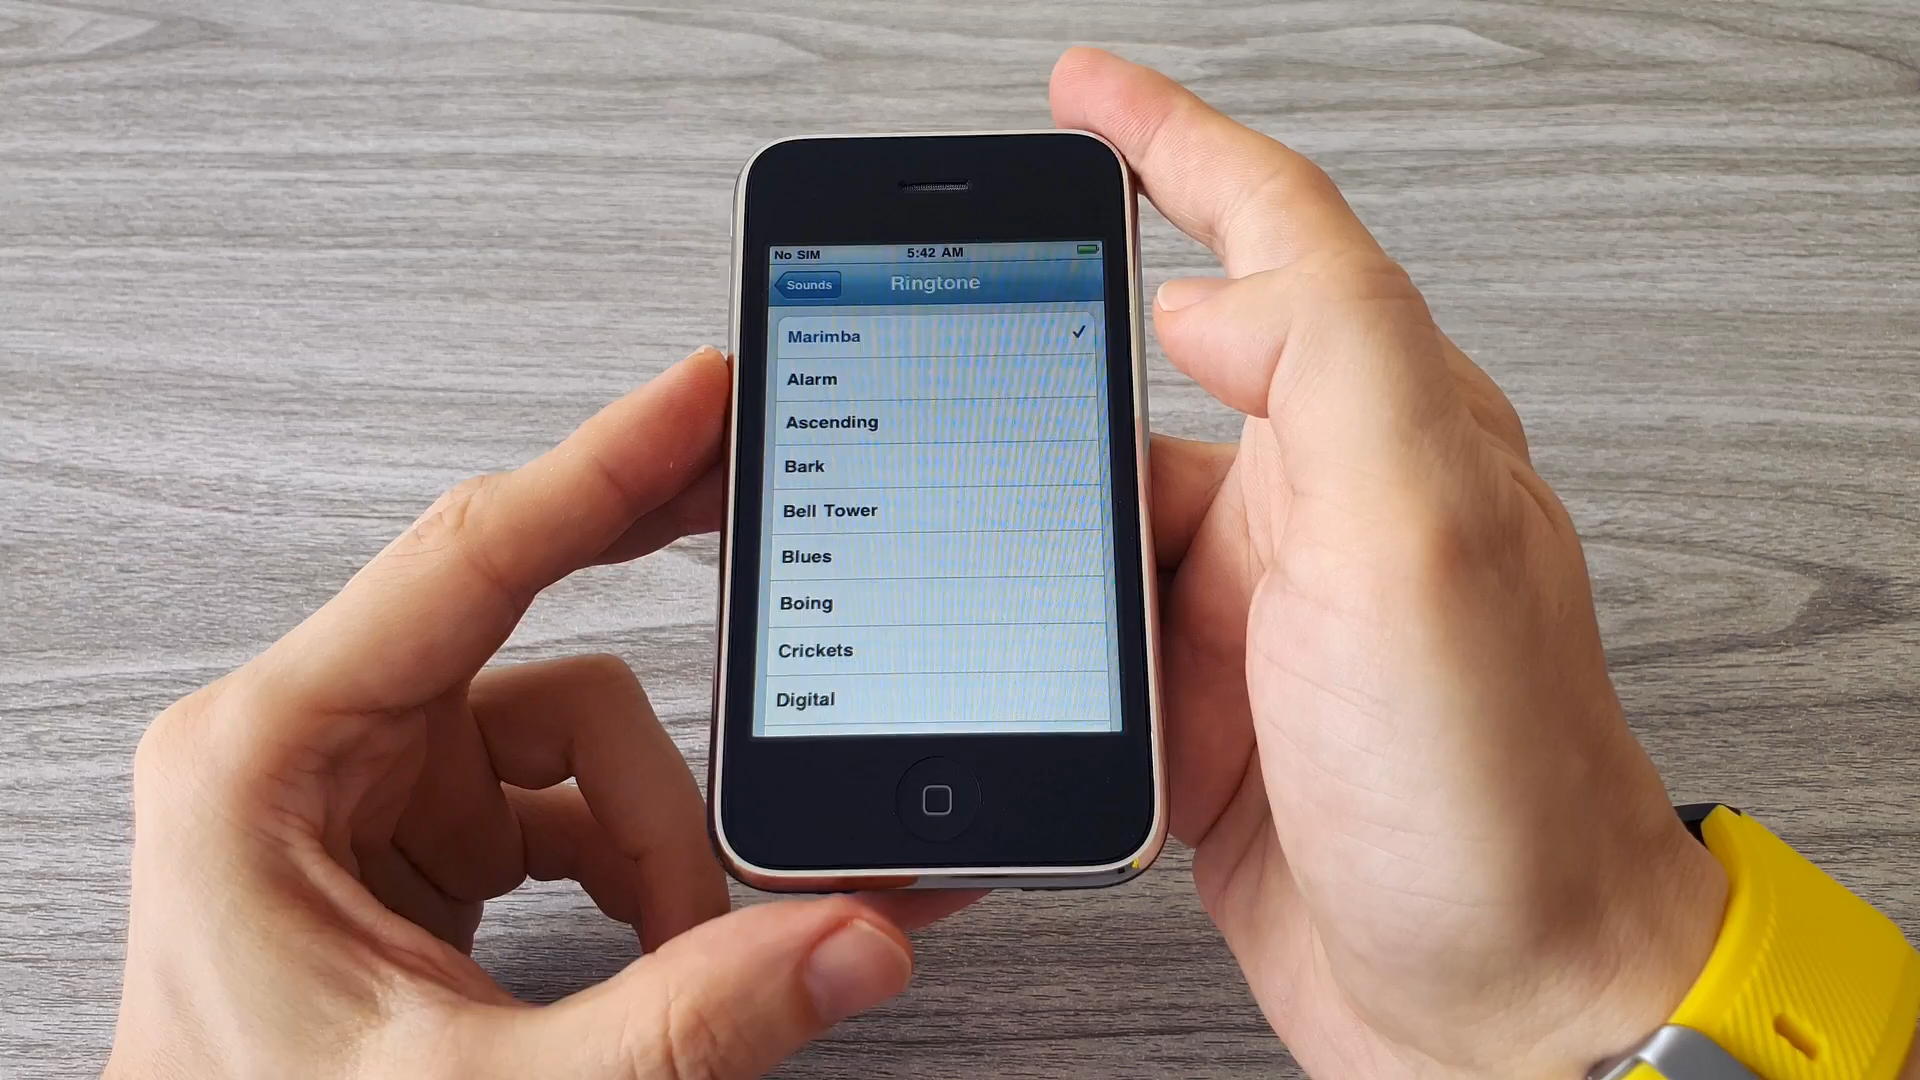 No SIM 5:42 AM
Sounds Ringtone
Marimba
Alarm
Ascending
Bark
Bell Tower
Blues
Boing
Crickets
Digital